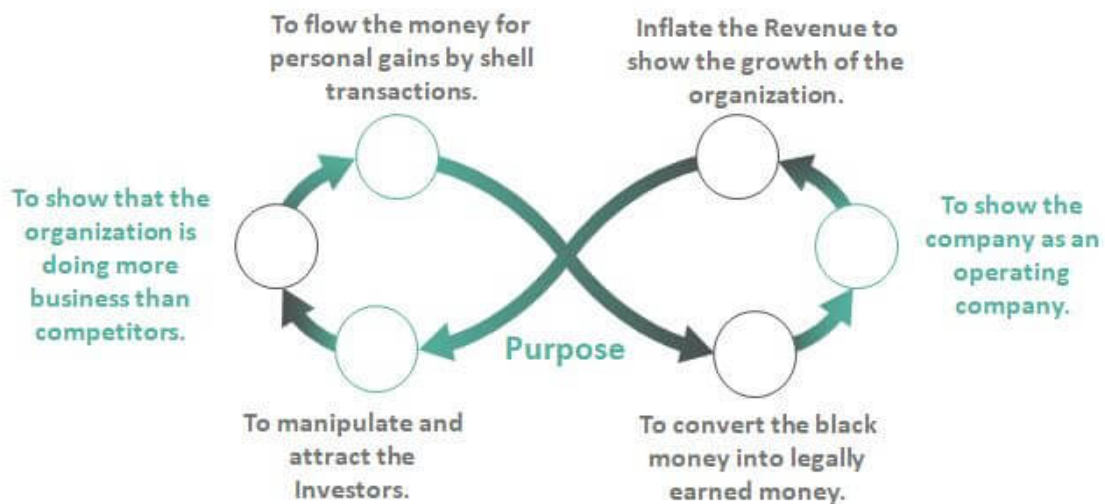 To flow the money for
personal gains by shell
transactions.
Inflate the Revenue to
show the growth of the
organization.
To show that the
organization is
doing more
business than
competitors.
To show the
company as an
operating
company.
Purpose
To manipulate and
attract the
Investors.
To convert the black
money into legally
earned money.